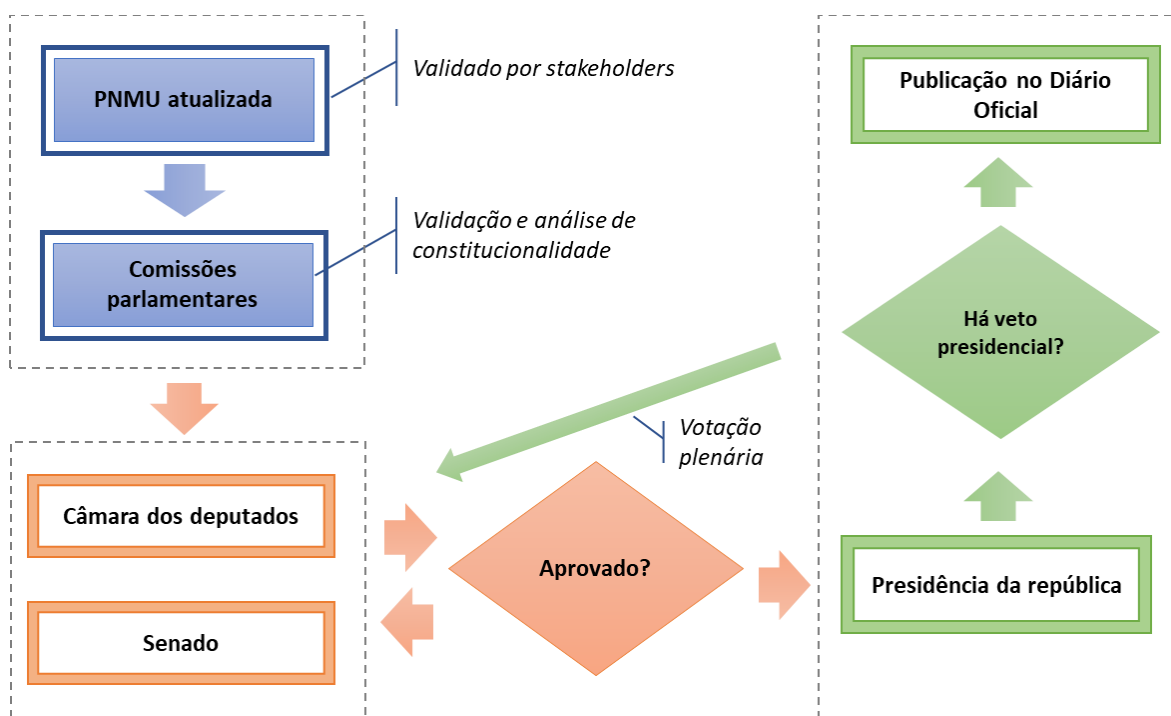 PNMU atualizada
Validado por stakeholders
Comissões
parlamentares
Validação e análise de
constitucionalidade
Câmara dos deputados
Senado
Aprovado?
Votação
plenária
Publicação no Diário
Oficial
Há veto
presidencial?
Presidência da república